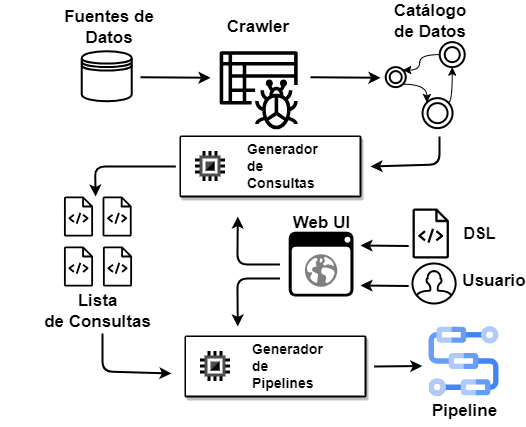 Fuentes de
Datos
Crawler
Catálogo
de Datos
Generador
de
Consultas
</>
</>
</>
</>
Lista
de Consultas
Web UI
</>
DSL
Usuario
Generador
de
Pipelines
Pipeline